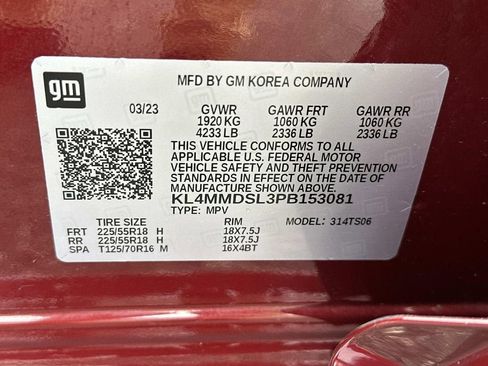 gm
MFD BY GM KOREA COMPANY
03/23 GVWR GAWR FRT GAWR RR
1920 KG 1060 KG 1060 KG
4233 LB 2336 LB 2336 LB
THIS VEHICLE CONFORMS TO ALL
APPLICABLE U.S. FEDERAL MOTOR
VEHICLE SAFETY AND THEFT PREVENTION
STANDARDS IN EFFECT ON THE DATE OF
MANUFACTURE SHOWN ABOVE.
KL4MMDSL3PB153081
TYPE: MPV MODEL: 314TS06
TIRE SIZE RIM
FRT 225/55R18 H 18X7.5J
RR 225/55R18 H 18X7.5J
SPA T125/70R16 M 16X4BT